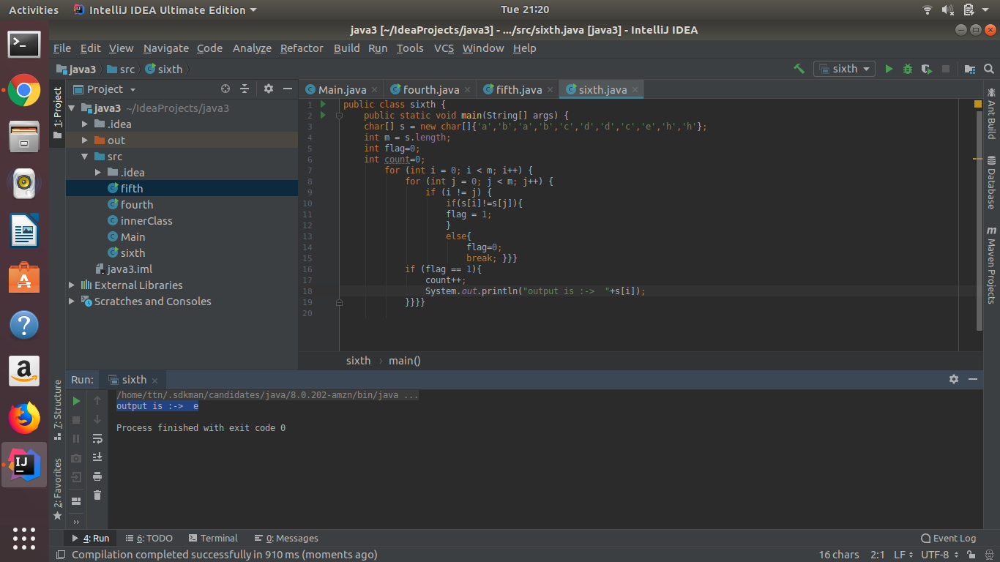 Activities IntelliJ IDEA Ultimate Edition Tue 21:20
java3 [~/IdeaProjects/java3] - .../src/sixth.java [java3] - IntelliJ IDEA
File Edit View Navigate Code Analyze Refactor Build Run Tools VCS Window Help
java3 src sixth
sixth
1: Project
7: Structure
2: Favorites
Project
java3 ~/IdeaProjects/java3
.idea
out
src
.idea
fifth
fourth
innerClass
Main
sixth
java3.iml
External Libraries
Scratches and Consoles
Main.java fourth.java fifth.java sixth.java
1 public class sixth {
2 public static void main(String[] args) {
3 char[] s = new char[]{'a','b','a','b','c','d','d','c','e','h','h'};
4 int m = s.length;
5 int flag=0;
6 int count=0;
7 for (int i = 0; i < m; i++) {
8 for (int j = 0; j < m; j++) {
9 if (i != j) {
10 if(s[i]!=s[j]){
11 flag = 1;
12 }
13 else{
14 flag=0;
15 break; }}}
16 if (flag == 1){
17 count++;
18 System.out.println("output is :->  "+s[i]);
19 }}}}
20
sixth › main()
Ant Build
Database
Maven Projects
Run: sixth
/home/ttn/.sdkman/candidates/java/8.0.202-amzn/bin/java ...
output is :->  e
Process finished with exit code 0
4: Run 6: TODO Terminal 0: Messages Event Log
Compilation completed successfully in 910 ms (moments ago) 16 chars 2:1 LF UTF-8